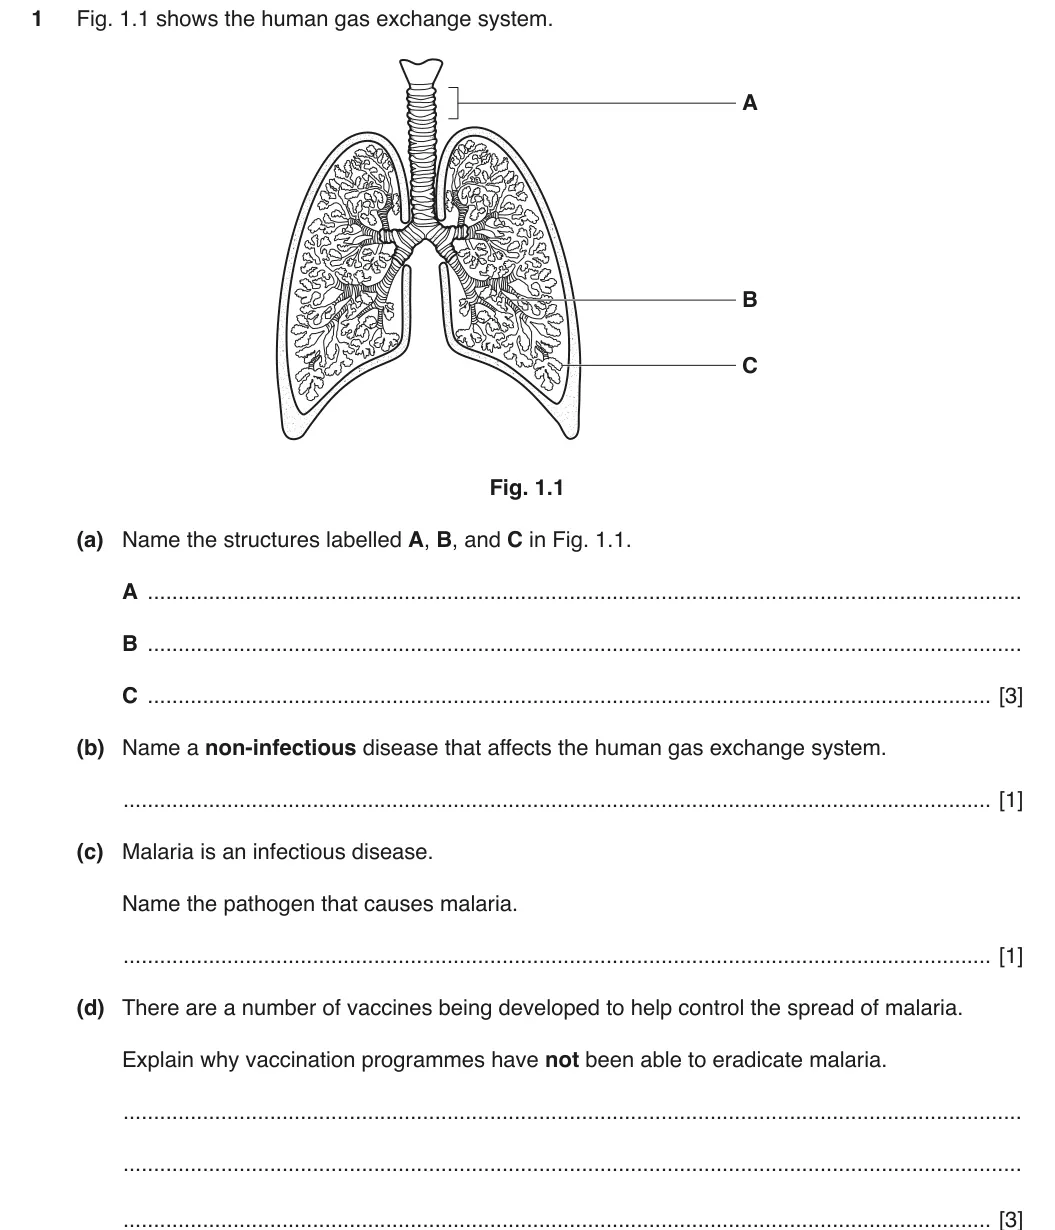 1 Fig. 1.1 shows the human gas exchange system.
A
B
C
Fig. 1.1
(a) Name the structures labelled A, B, and C in Fig. 1.1.
A ................................................................................................................................................
B ................................................................................................................................................
C ........................................................................................................................................... [3]
(b) Name a non-infectious disease that affects the human gas exchange system.
............................................................................................................................................... [1]
(c) Malaria is an infectious disease.
Name the pathogen that causes malaria.
............................................................................................................................................... [1]
(d) There are a number of vaccines being developed to help control the spread of malaria.
Explain why vaccination programmes have not been able to eradicate malaria.
....................................................................................................................................................
....................................................................................................................................................
............................................................................................................................................... [3]